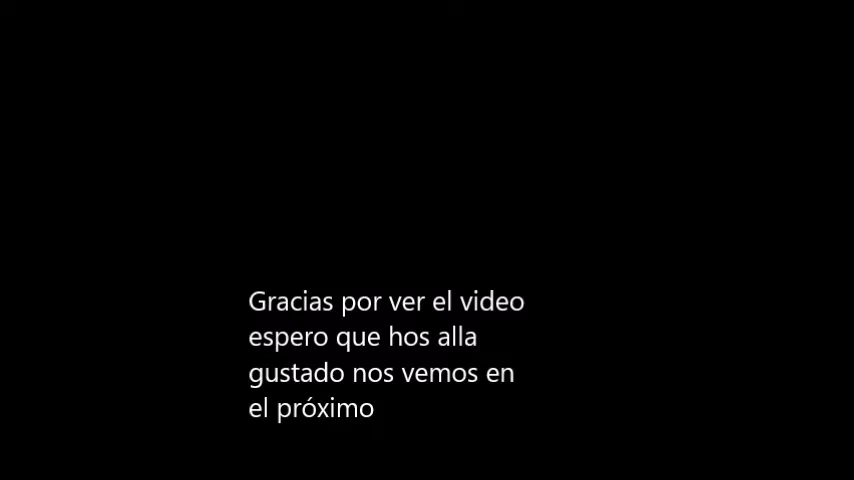 Gracias por ver el video
espero que hos alla
gustado nos vemos en
el próximo